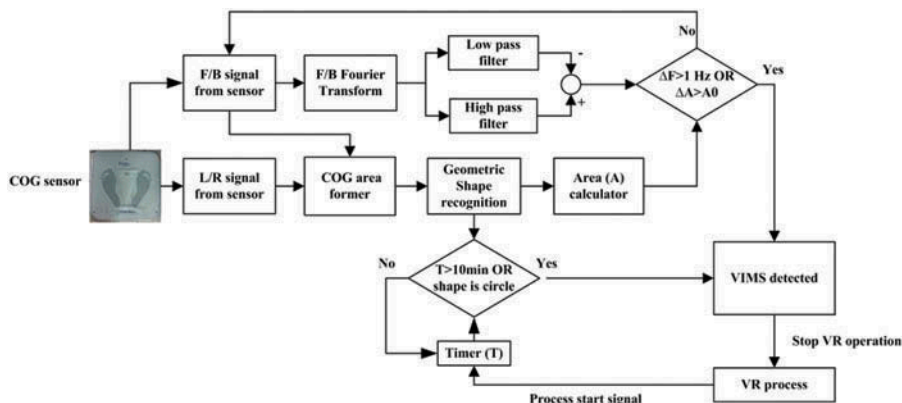 No
F/B signal
from sensor
F/B Fourier
Transform
Low pass
filter
High pass
filter
-
+
ΔF>1 Hz OR
ΔA>A0
Yes
COG sensor
L/R signal
from sensor
COG area
former
Geometric
Shape
recognition
Area (A)
calculator
No
T>10min OR
shape is circle
Yes
VIMS detected
Timer (T)
Stop VR operation
VR process
Process start signal